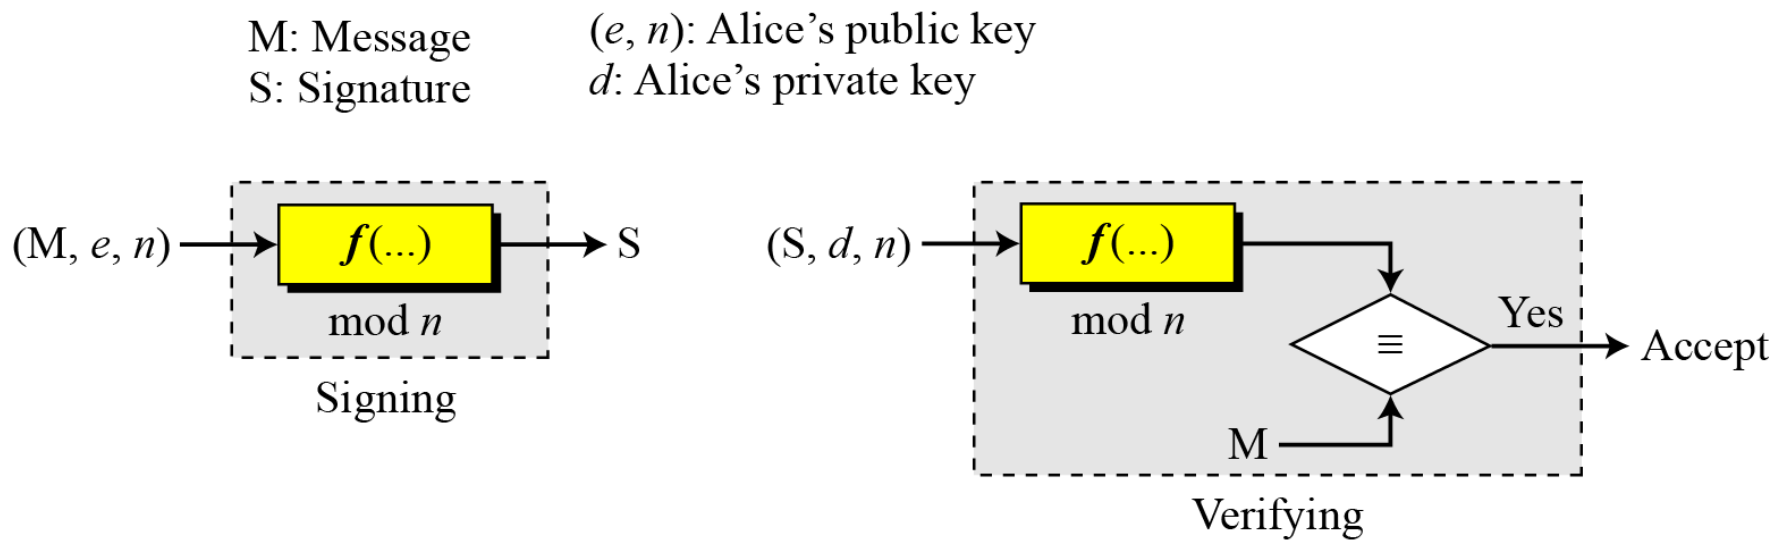 M: Message
S: Signature
(e, n): Alice’s public key
d: Alice’s private key
(M, e, n)
f(...)
mod n
S
Signing
(S, d, n)
f(...)
mod n
≡
Yes
Accept
M
Verifying